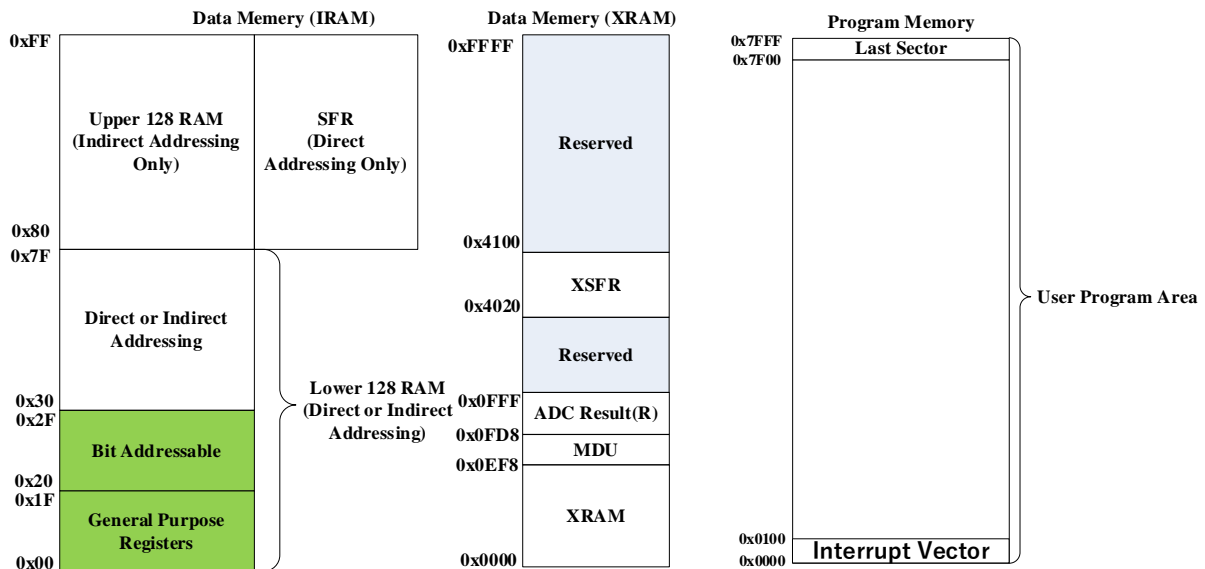 Data Memery (IRAM)
0xFF
Upper 128 RAM
(Indirect Addressing
Only)
SFR
(Direct
Addressing Only)
0x80
0x7F
Direct or Indirect
Addressing
0x30
0x2F
Bit Addressable
0x20
0x1F
General Purpose
Registers
0x00
Lower 128 RAM
(Direct or Indirect
Addressing)
Data Memery (XRAM)
0xFFFF
Reserved
0x4100
XSFR
0x4020
Reserved
0x0FFF
ADC Result(R)
0x0FD8
MDU
0x0EF8
XRAM
0x0000
Program Memory
0x7FFF
Last Sector
0x7F00
User Program Area
0x0100
Interrupt Vector
0x0000